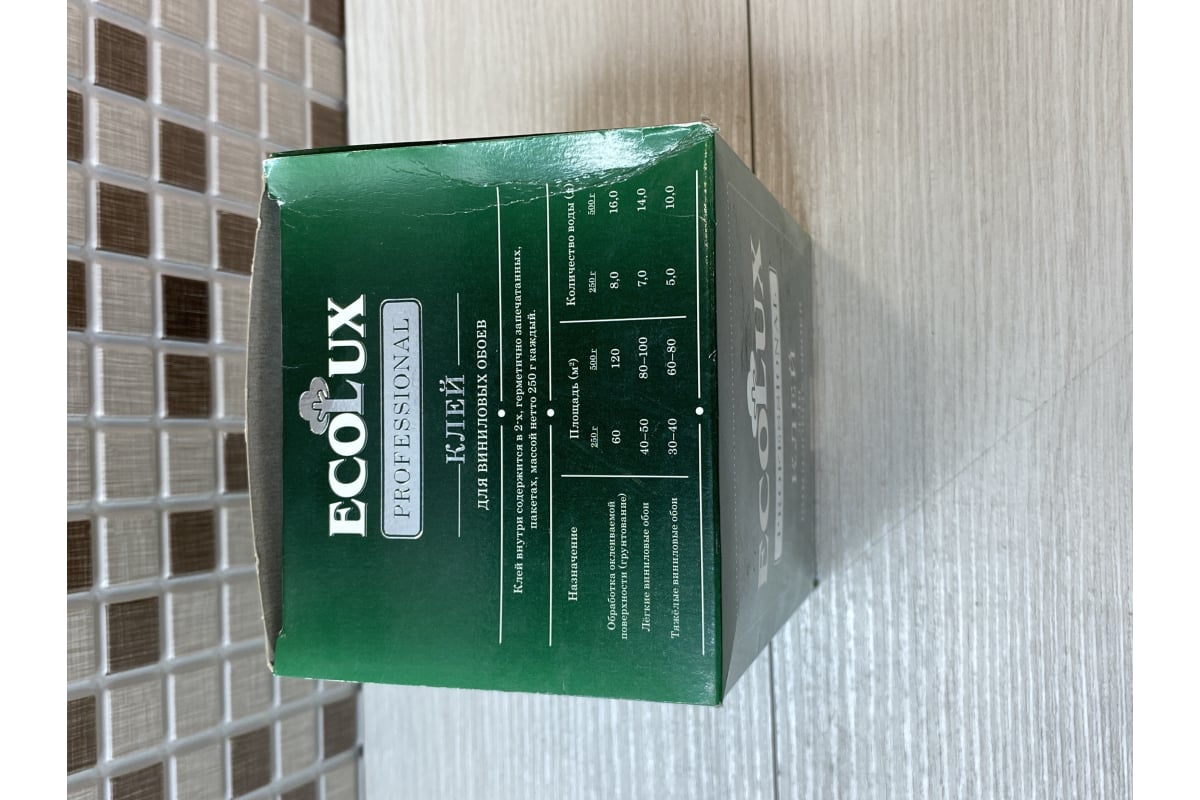 ECOLUX
PROFESSIONAL
КЛЕЙ
ДЛЯ ВИНИЛОВЫХ ОБОЕВ
Клей внутри содержится в 2-х, герметично запечатанных,
пакетах, массой нетто 250 г каждый.
Назначение Площадь (м²) Количество воды (л)
250 г 500 г 250 г 500 г
Обработка оклеиваемой
поверхности (грунтование) 60 120 8,0 16,0
Лёгкие виниловые обои 40–50 80–100 7,0 14,0
Тяжёлые виниловые обои 30–40 60–80 5,0 10,0
ECOLUX
PROFESSIONAL